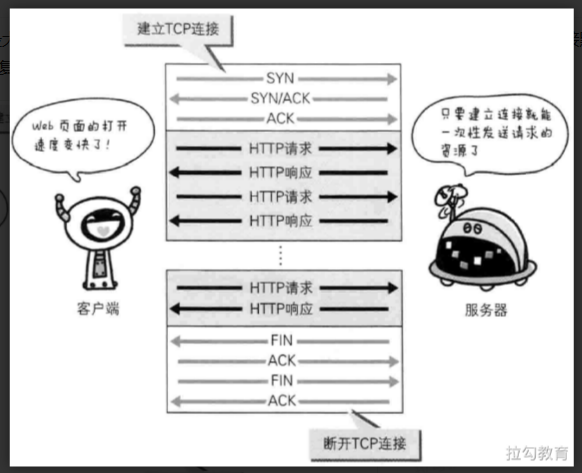 建立TCP连接
SYN
SYN/ACK
ACK
Web 页面的打开
速度变快了!
只要建立连接就能
一次性发送请求的
资源了
HTTP请求
HTTP响应
HTTP请求
HTTP响应
HTTP请求
HTTP响应
客户端
服务器
FIN
ACK
FIN
ACK
断开TCP连接
拉勾教育